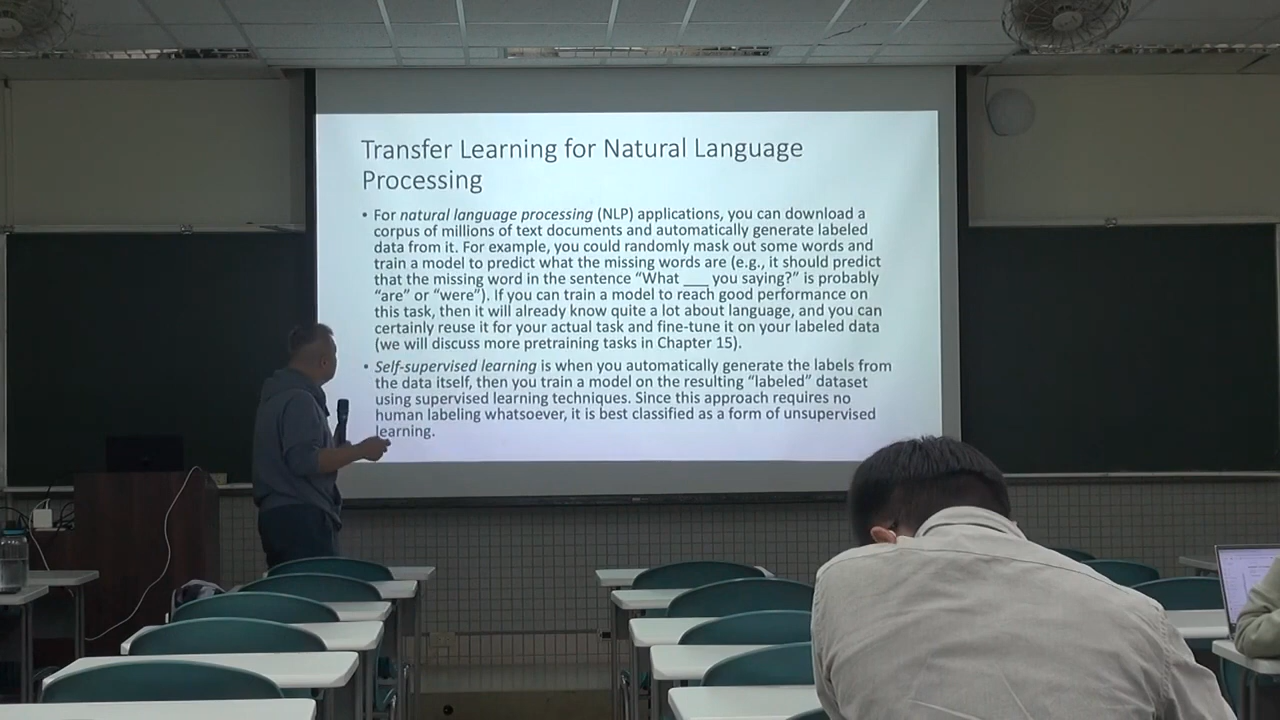 Transfer Learning for Natural Language
Processing
• For natural language processing (NLP) applications, you can download a
corpus of millions of text documents and automatically generate labeled
data from it. For example, you could randomly mask out some words and
train a model to predict what the missing words are (e.g., it should predict
that the missing word in the sentence “What ___ you saying?” is probably
“are” or “were”). If you can train a model to reach good performance on
this task, then it will already know quite a lot about language, and you can
certainly reuse it for your actual task and fine-tune it on your labeled data
(we will discuss more pretraining tasks in Chapter 15).
• Self-supervised learning is when you automatically generate the labels from
the data itself, then you train a model on the resulting “labeled” dataset
using supervised learning techniques. Since this approach requires no
human labeling whatsoever, it is best classified as a form of unsupervised
learning.